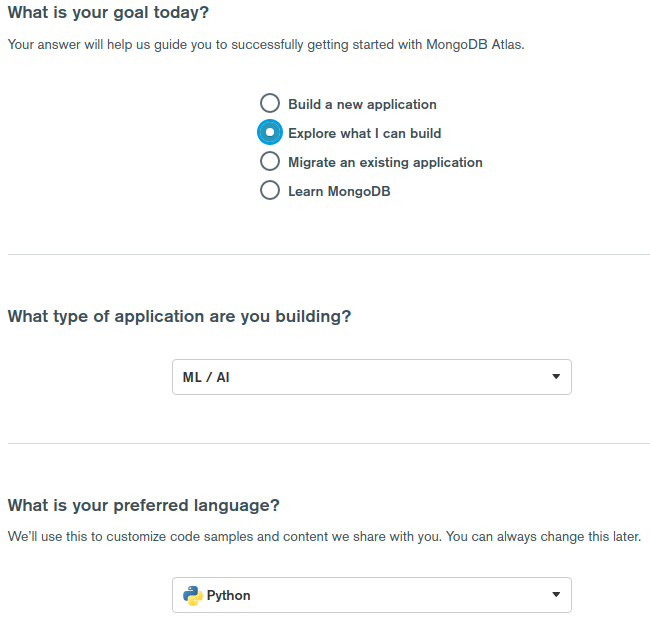 What is your goal today?
Your answer will help us guide you to successfully getting started with MongoDB Atlas.
Build a new application
Explore what I can build
Migrate an existing application
Learn MongoDB
What type of application are you building?
ML / AI
What is your preferred language?
We’ll use this to customize code samples and content we share with you. You can always change this later.
Python